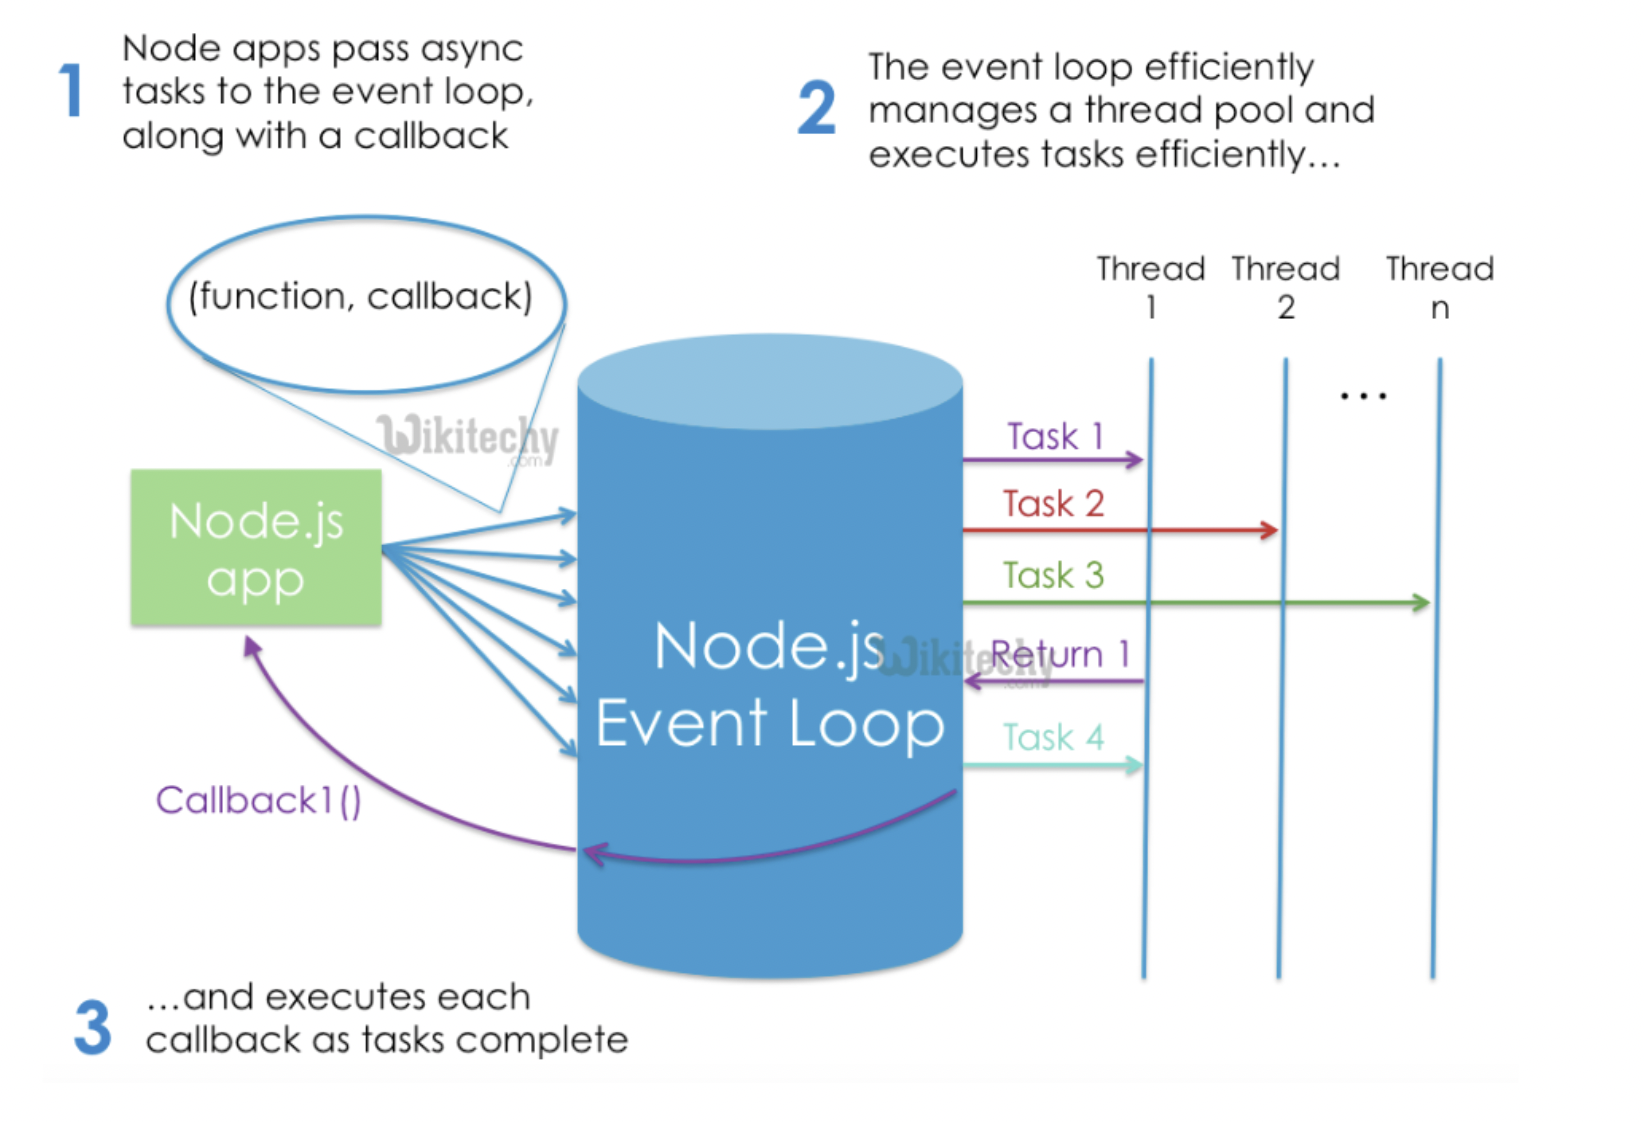 1
Node apps pass async
tasks to the event loop,
along with a callback
2
The event loop efficiently
manages a thread pool and
executes tasks efficiently...
(function, callback)
Thread
1
Thread
2
Thread
n
...
Wikitechy
.com
Node.js
app
Task 1
Task 2
Task 3
Node.js
Event Loop
Wikitechy
.com
Return 1
Task 4
Callback1()
3
...and executes each
callback as tasks complete